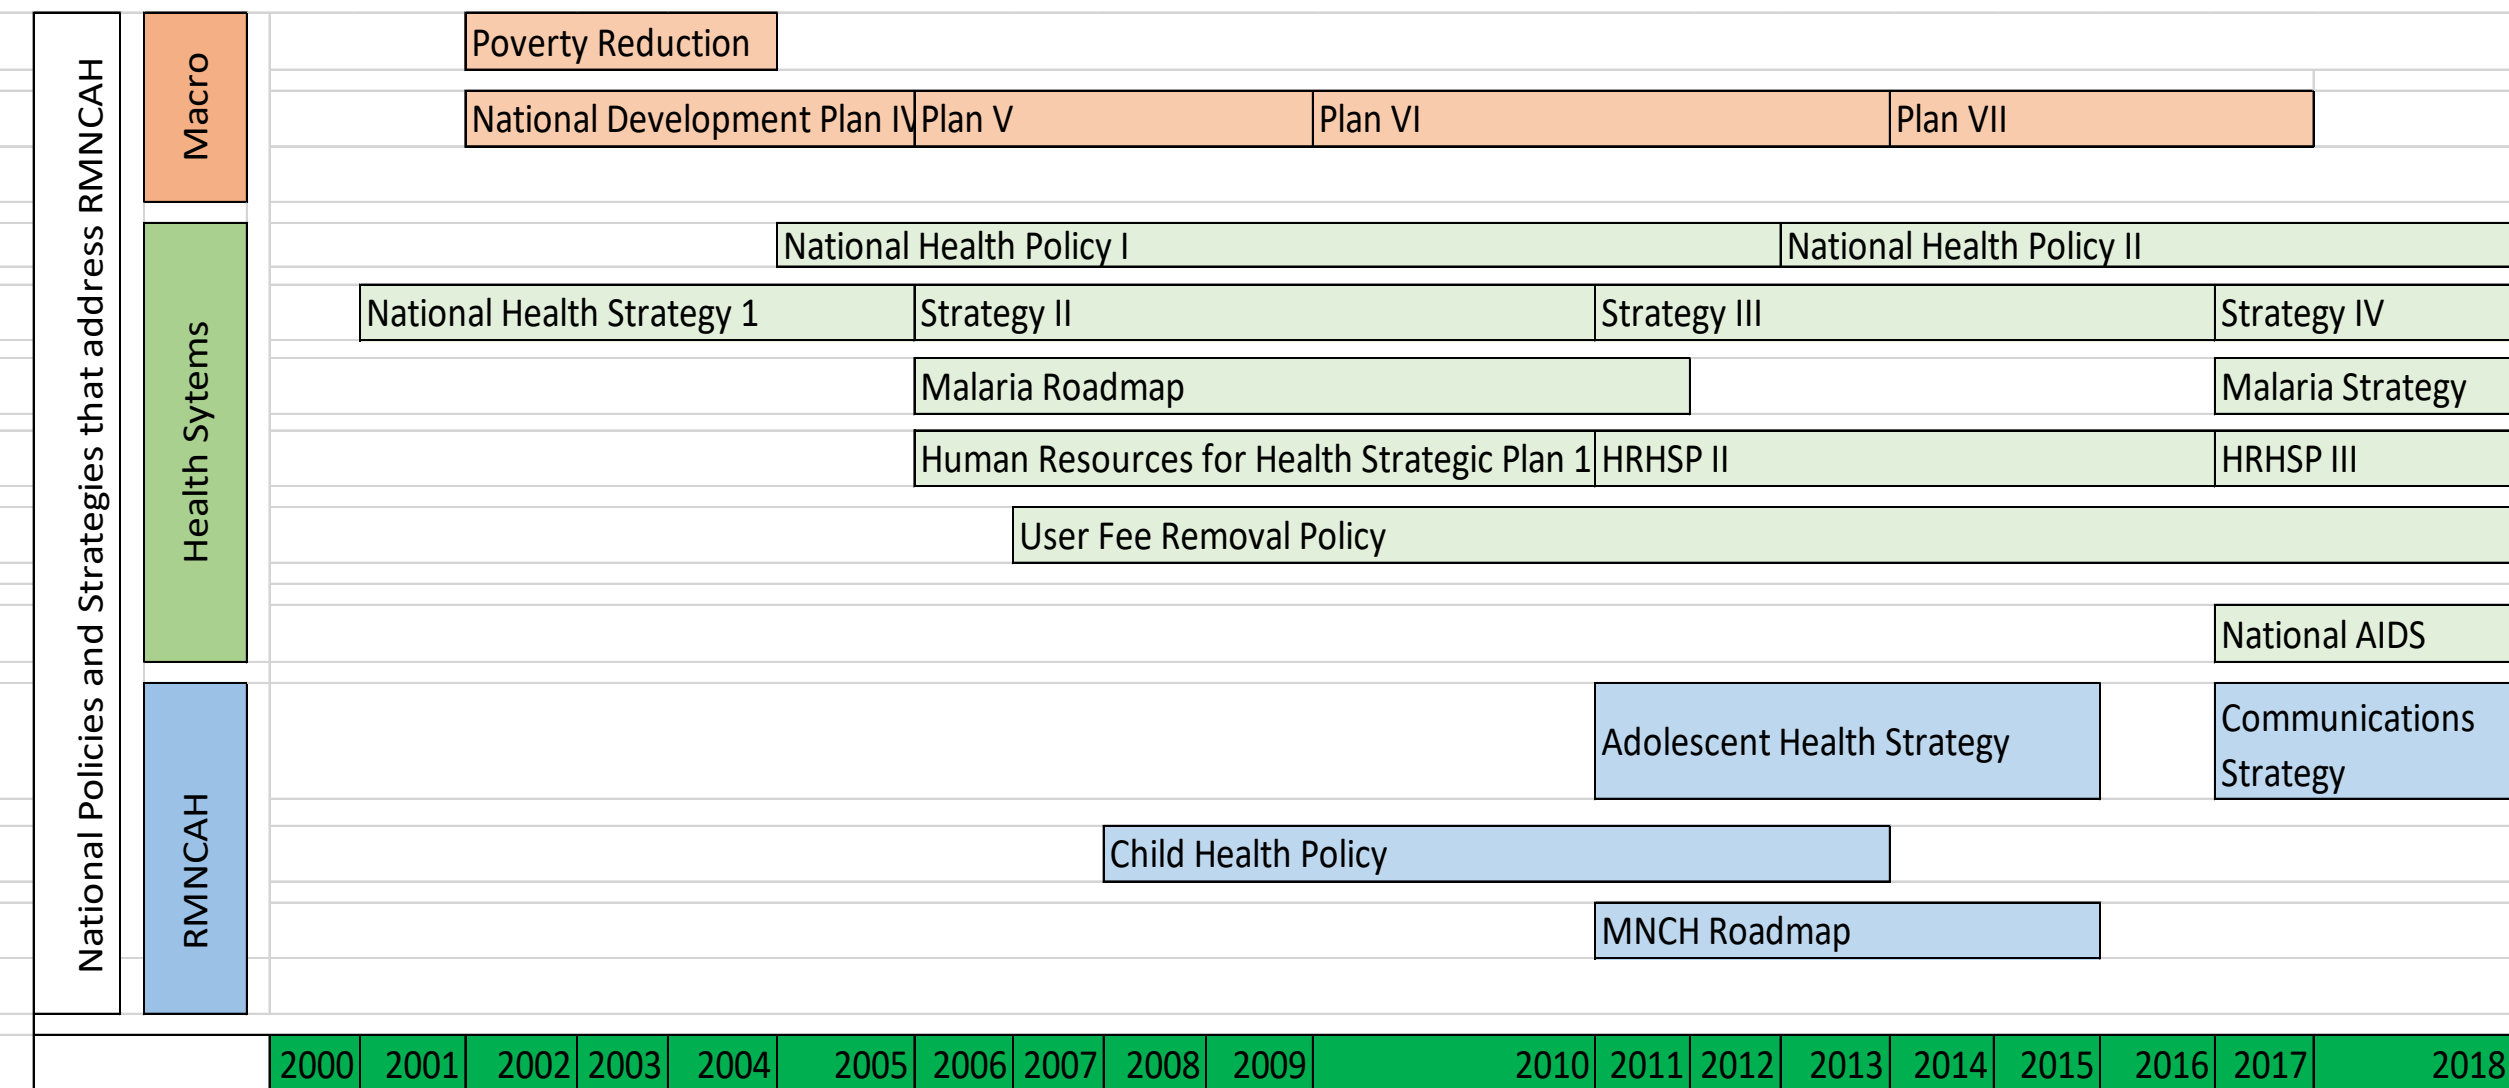 National Policies and Strategies that address RMNCAH
Macro
Poverty Reduction
National Development Plan IV
Plan V
Plan VI
Plan VII
Health Sytems
National Health Policy I
National Health Policy II
National Health Strategy 1
Strategy II
Strategy III
Strategy IV
Malaria Roadmap
Malaria Strategy
Human Resources for Health Strategic Plan 1
HRHSP II
HRHSP III
User Fee Removal Policy
National AIDS
RMNCAH
Adolescent Health Strategy
Communications
Strategy
Child Health Policy
MNCH Roadmap
2000 2001 2002 2003 2004 2005 2006 2007 2008 2009 2010 2011 2012 2013 2014 2015 2016 2017 2018